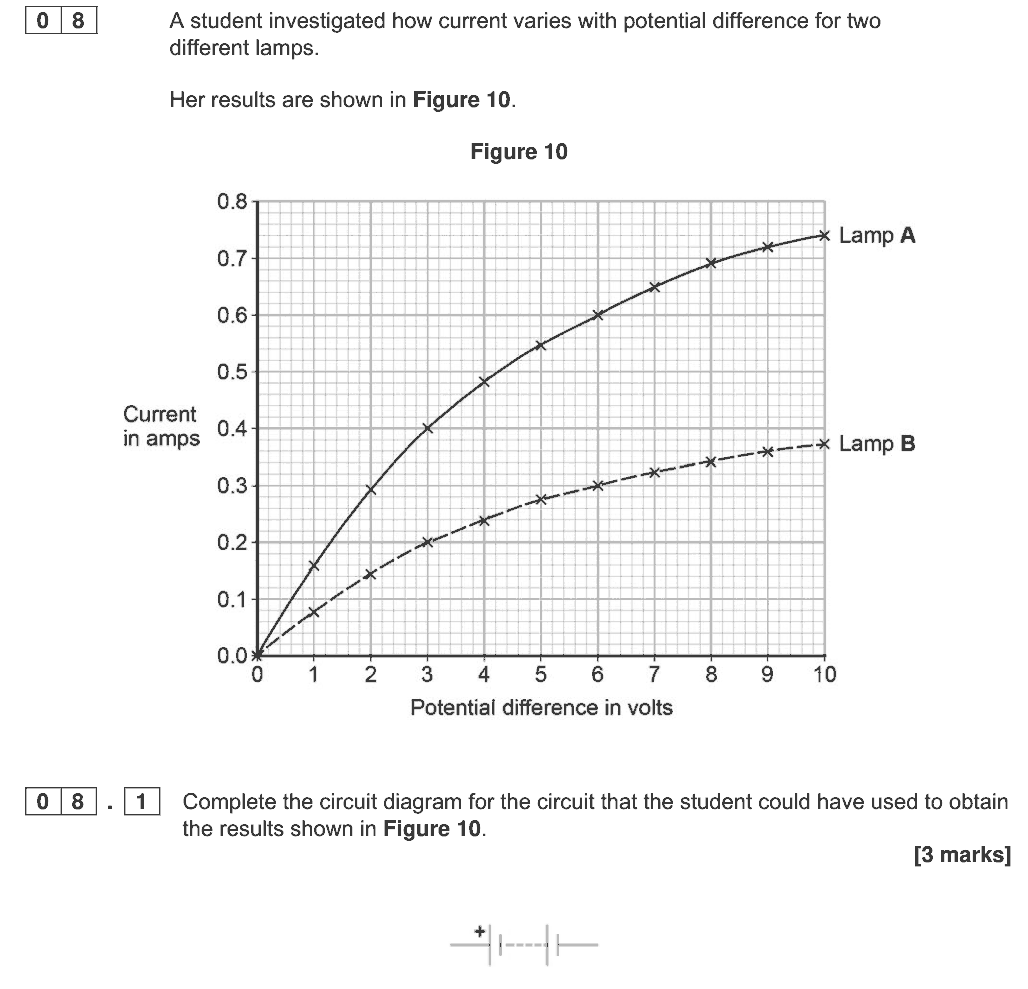 0 8 A student investigated how current varies with potential difference for two
different lamps.
Her results are shown in Figure 10.
Figure 10
0.8
0.7
0.6
0.5
0.4
0.3
0.2
0.1
0.0
Current
in amps
Lamp A
Lamp B
0 1 2 3 4 5 6 7 8 9 10
Potential difference in volts
0 8 . 1 Complete the circuit diagram for the circuit that the student could have used to obtain
the results shown in Figure 10.
[3 marks]
+